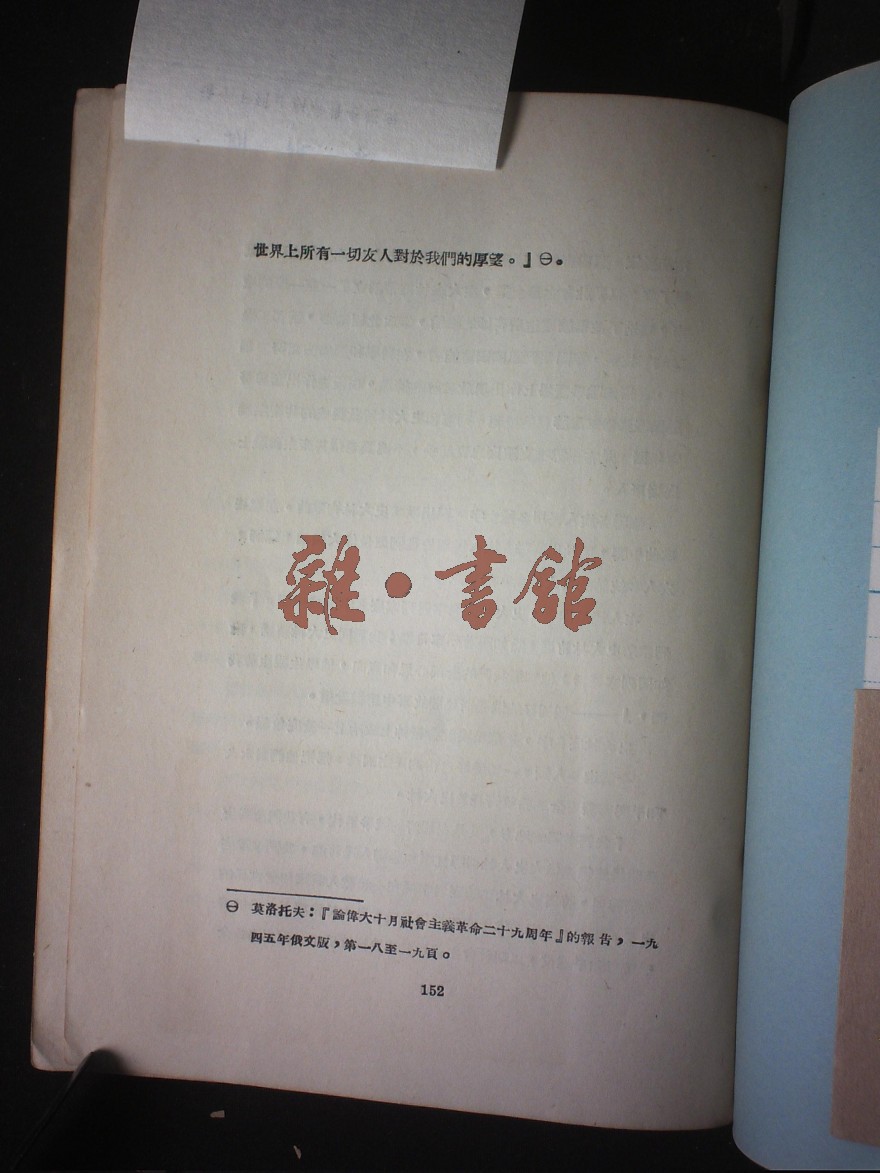 世界上所有一切友人對於我們的厚望。』㊀。
雜·書館
㊀ 莫洛托夫：『論偉大十月社會主義革命二十九周年』的報告，一九
四五年俄文版，第一八至一九頁。
152